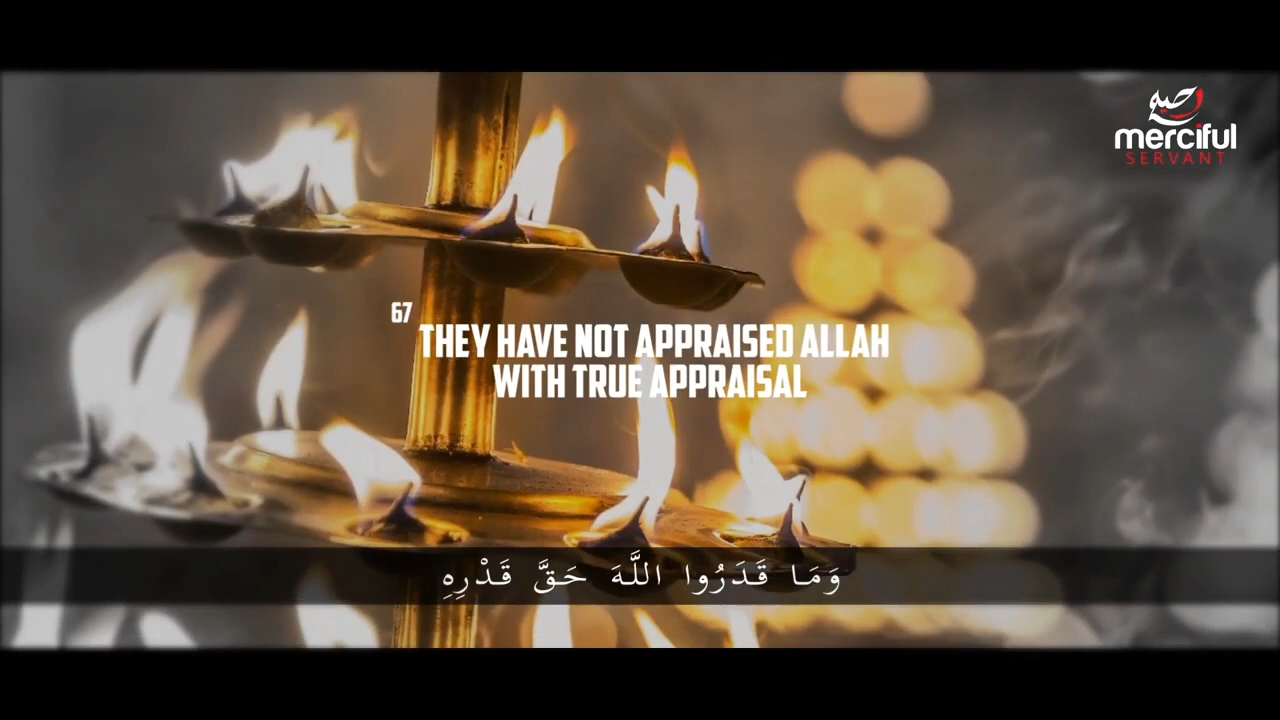 merciful
SERVANT
67
THEY HAVE NOT APPRAISED ALLAH
WITH TRUE APPRAISAL
وَمَا قَدَرُوا اللَّهَ حَقَّ قَدْرِهِ